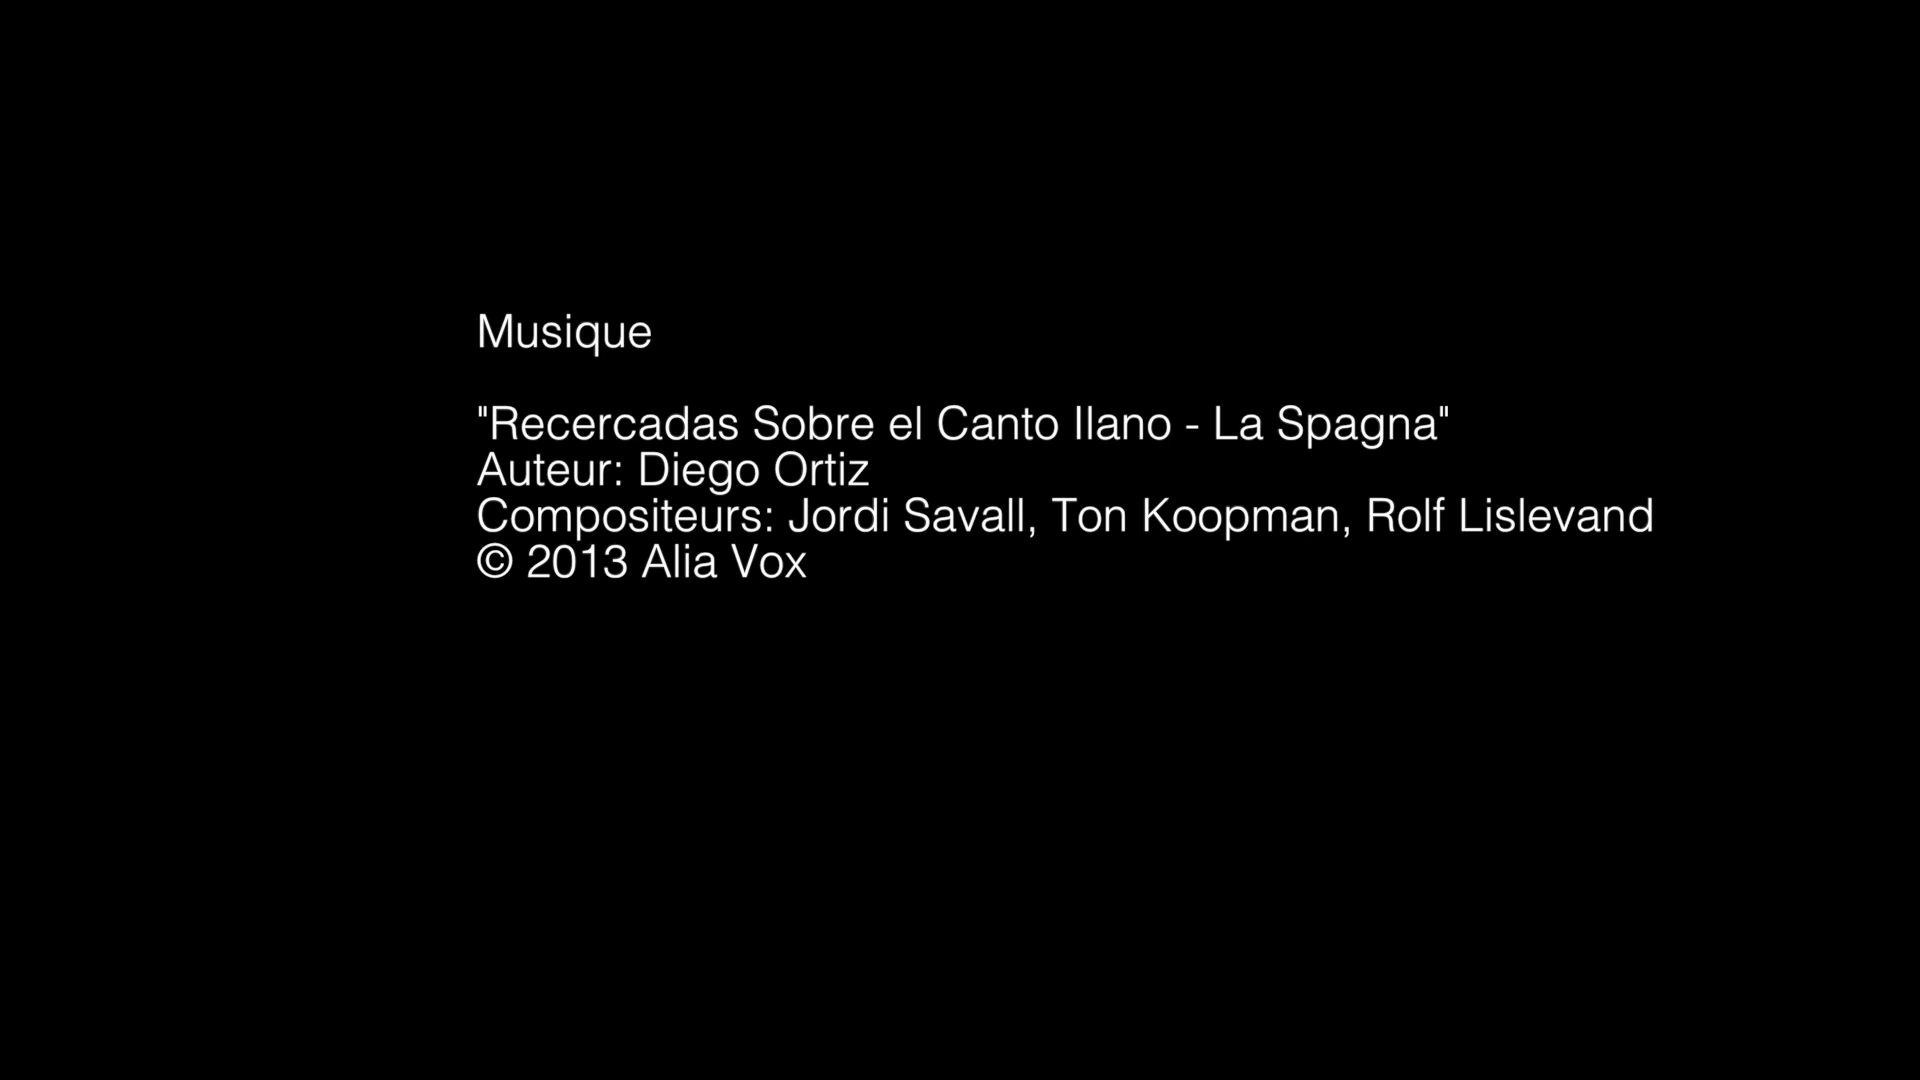 Musique
"Recercadas Sobre el Canto llano - La Spagna"
Auteur: Diego Ortiz
Compositeurs: Jordi Savall, Ton Koopman, Rolf Lislevand
© 2013 Alia Vox